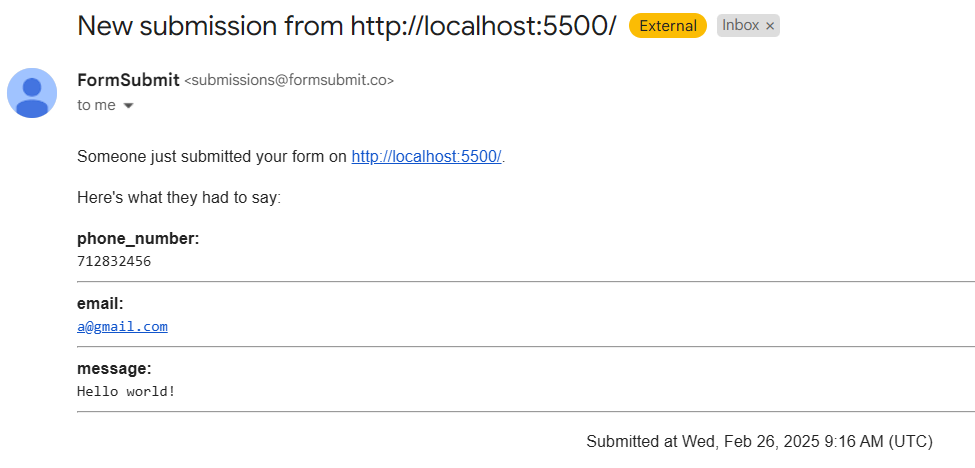 New submission from http://localhost:5500/ External Inbox ×
FormSubmit <submissions@formsubmit.co>
to me
Someone just submitted your form on http://localhost:5500/.
Here's what they had to say:
phone_number:
712832456
email:
a@gmail.com
message:
Hello world!
Submitted at Wed, Feb 26, 2025 9:16 AM (UTC)